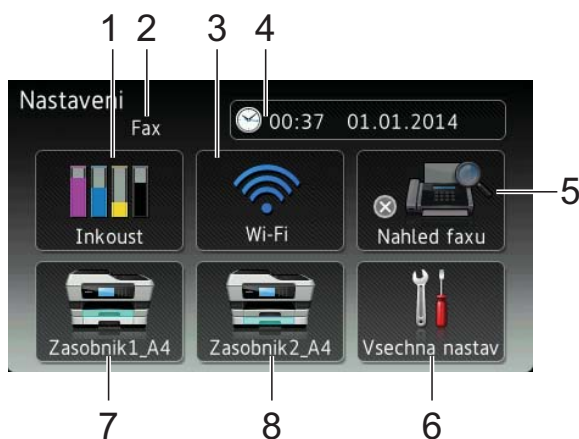 1 2 3 4
Nastaveni
Fax
00:37 01.01.2014
5
Inkoust Wi-Fi Nahled faxu
Zasobnik1_A4 Zasobnik2_A4 Vsechna nastav
7 8 6